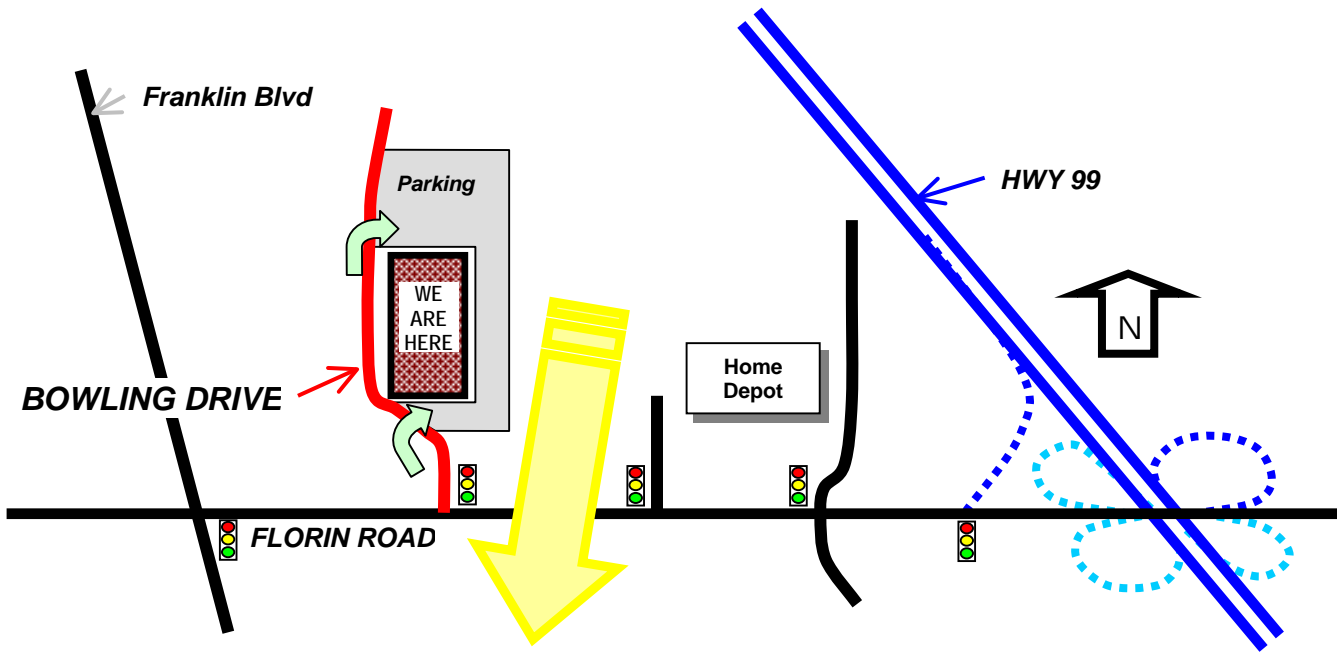 Franklin Blvd
Parking
HWY 99
WE
ARE
HERE
N
Home
Depot
BOWLING DRIVE
FLORIN ROAD